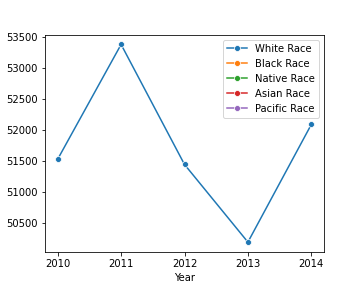 53500
53000
52500
52000
51500
51000
50500
White Race
Black Race
Native Race
Asian Race
Pacific Race
2010 2011 2012 2013 2014
Year